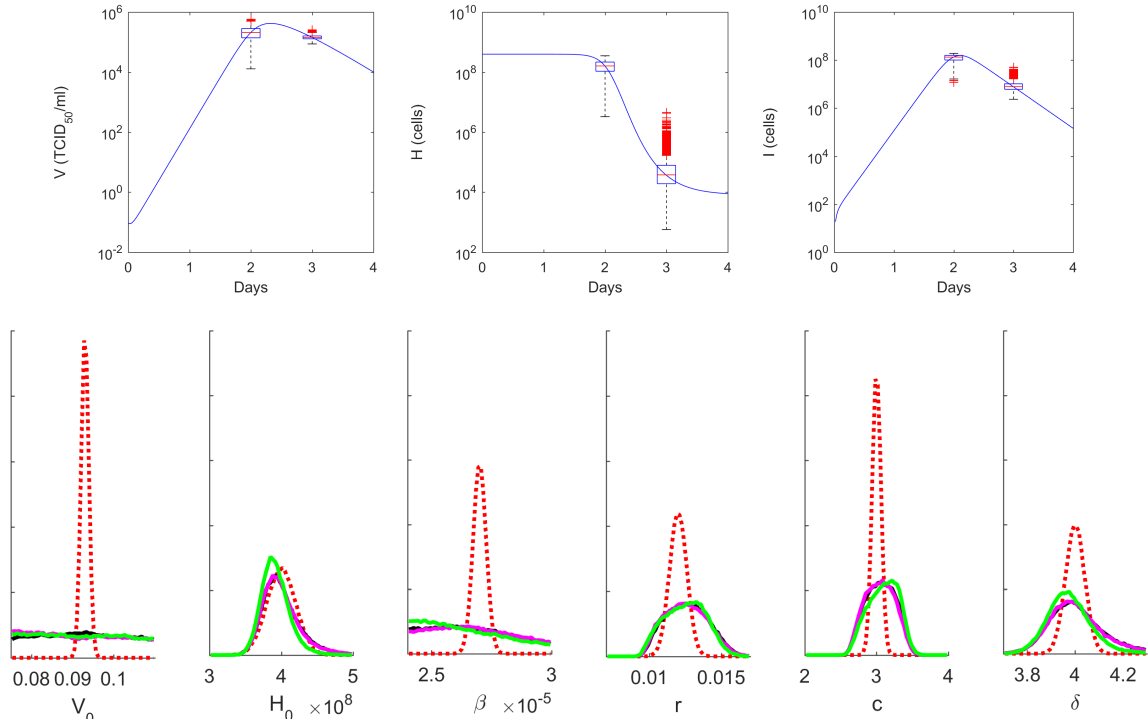 10^6
10^4
10^2
10^0
10^-2
V (TCID_50/ml)
0 1 2 3 4
Days
10^10
10^8
10^6
10^4
10^2
H (cells)
0 1 2 3 4
Days
10^10
10^8
10^6
10^4
10^2
10^0
I (cells)
0 1 2 3 4
Days
0.08 0.09 0.1
V_0
3 4 5
H_0 ×10^8
2.5 3
β ×10^-5
0.01 0.015
r
2 3 4
c
3.8 4 4.2
δ